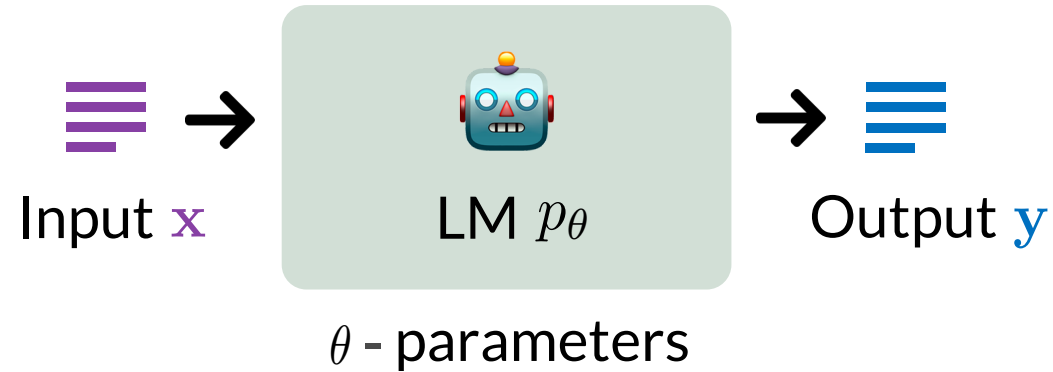 Input x
LM pθ
Output y
θ - parameters